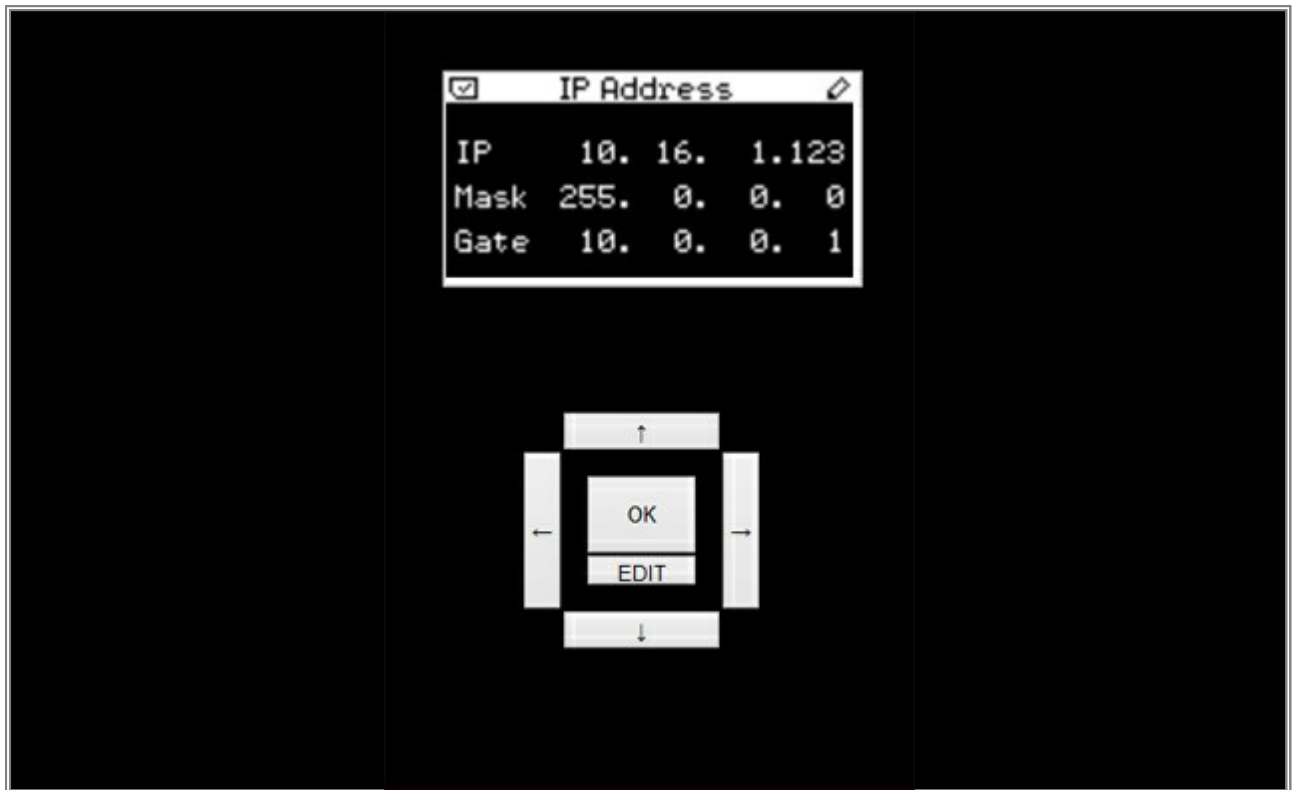 IP Address
IP 10. 16. 1.123
Mask 255. 0. 0. 0
Gate 10. 0. 0. 1
↑
← OK →
EDIT
↓